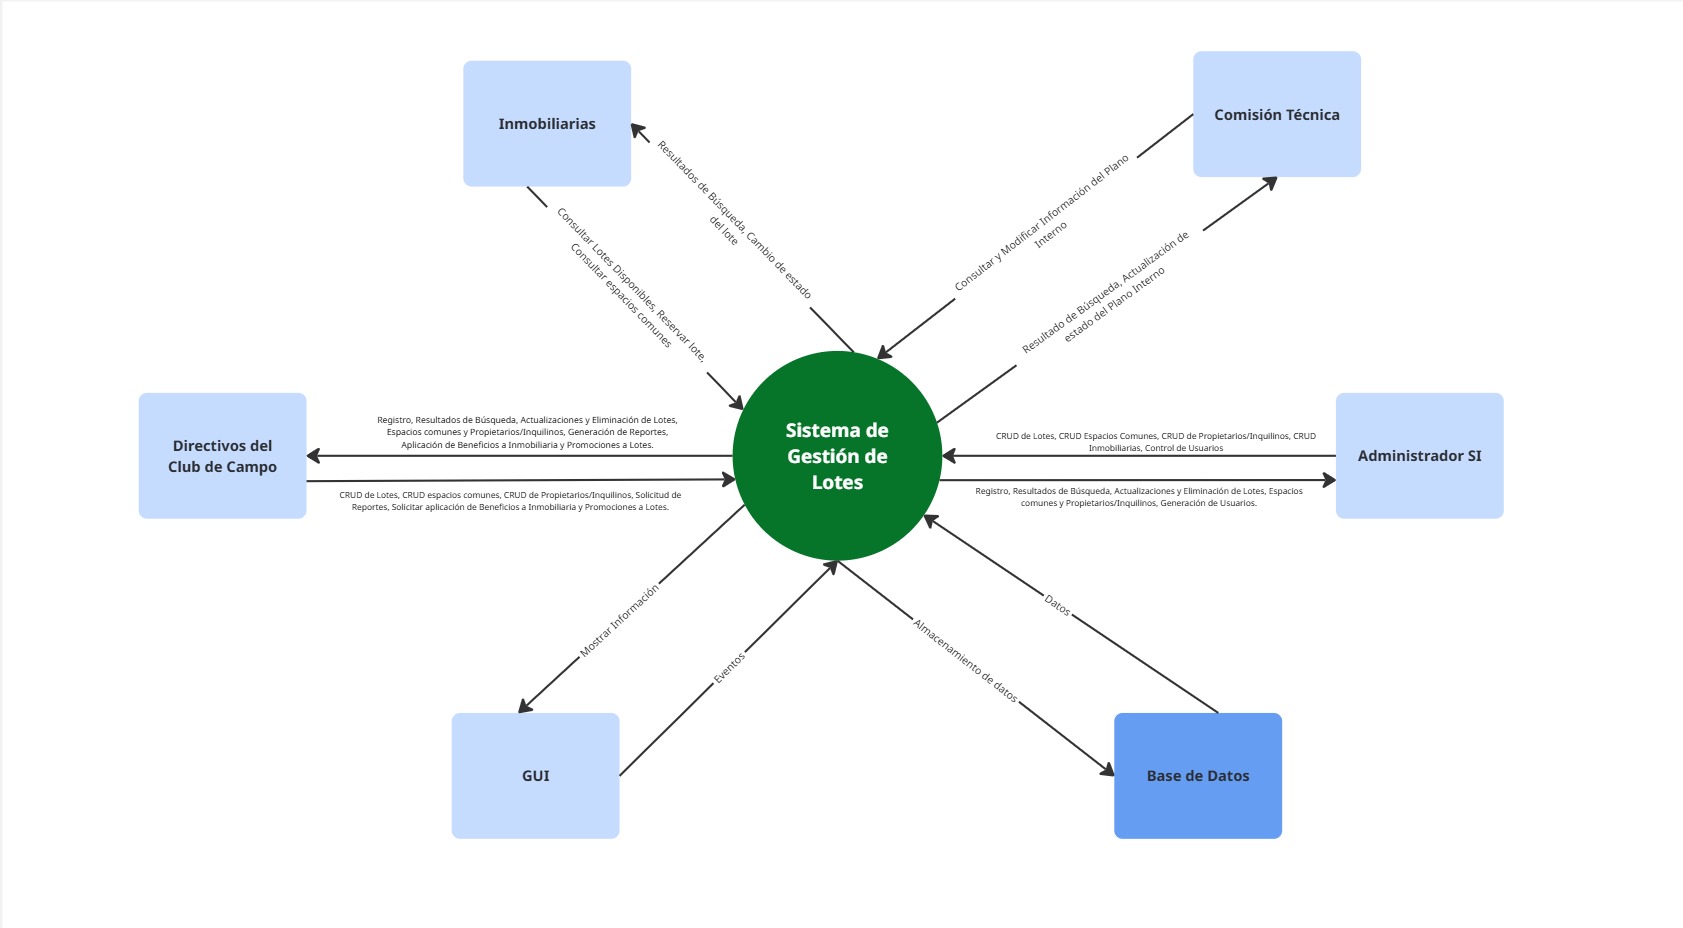 Inmobiliarias
Comisión Técnica
Resultados de Búsqueda, Cambio de estado
del lote
Consultar Lotes Disponibles, Reservar lote,
Consultar espacios comunes
Consultar y Modificar Información del Plano
Interno
Resultado de Búsqueda, Actualización de
estado del Plano Interno
Directivos del
Club de Campo
Registro, Resultados de Búsqueda, Actualizaciones y Eliminación de Lotes,
Espacios comunes y Propietarios/Inquilinos, Generación de Reportes,
Aplicación de Beneficios a Inmobiliaria y Promociones a Lotes.
CRUD de Lotes, CRUD espacios comunes, CRUD de Propietarios/Inquilinos, Solicitud de
Reportes, Solicitar aplicación de Beneficios a Inmobiliaria y Promociones a Lotes.
Sistema de
Gestión de
Lotes
CRUD de Lotes, CRUD Espacios Comunes, CRUD de Propietarios/Inquilinos, CRUD
Inmobiliarias, Control de Usuarios
Registro, Resultados de Búsqueda, Actualizaciones y Eliminación de Lotes, Espacios
comunes y Propietarios/Inquilinos, Generación de Usuarios.
Administrador SI
Mostrar Información
Eventos
Almacenamiento de datos
Datos
GUI
Base de Datos